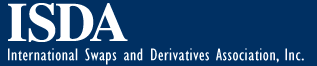 ISDA
International Swaps and Derivatives Association, Inc.